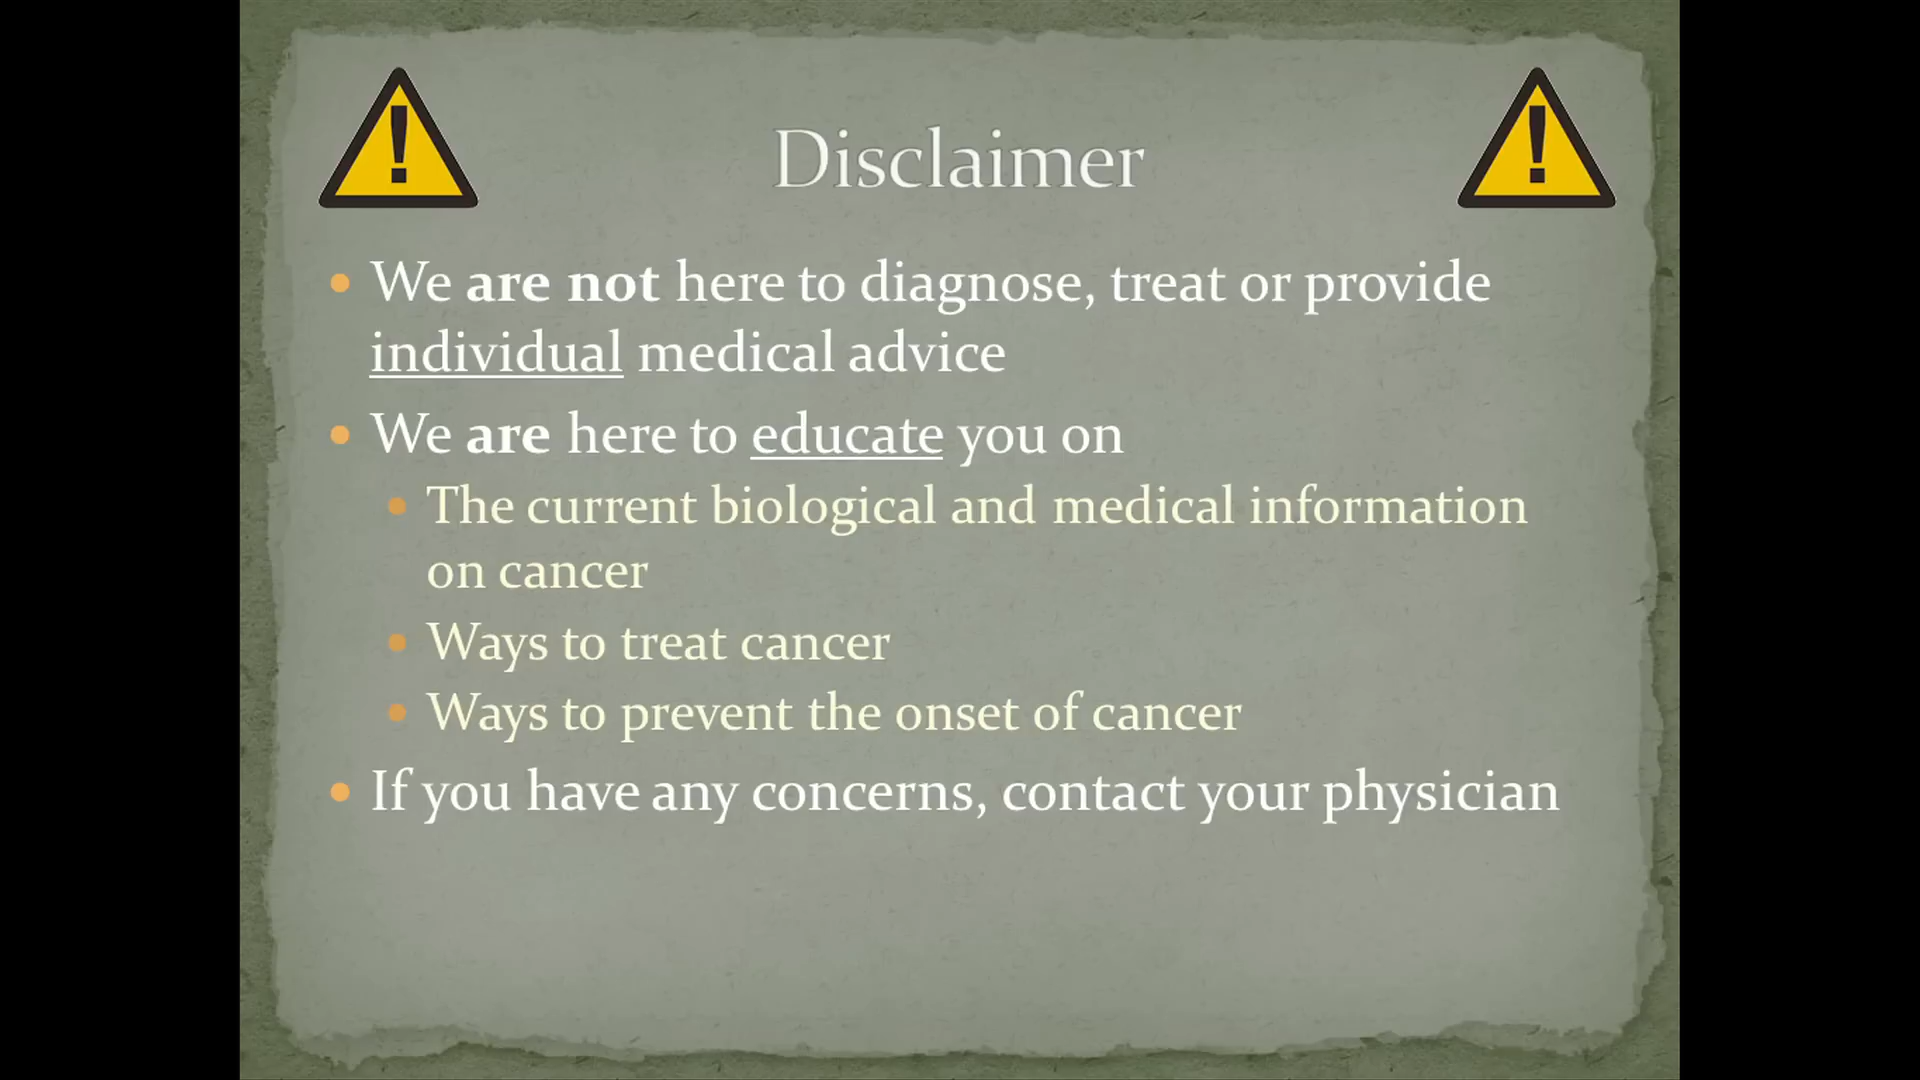 Disclaimer
• We are not here to diagnose, treat or provide
individual medical advice
• We are here to educate you on
• The current biological and medical information
on cancer
• Ways to treat cancer
• Ways to prevent the onset of cancer
• If you have any concerns, contact your physician